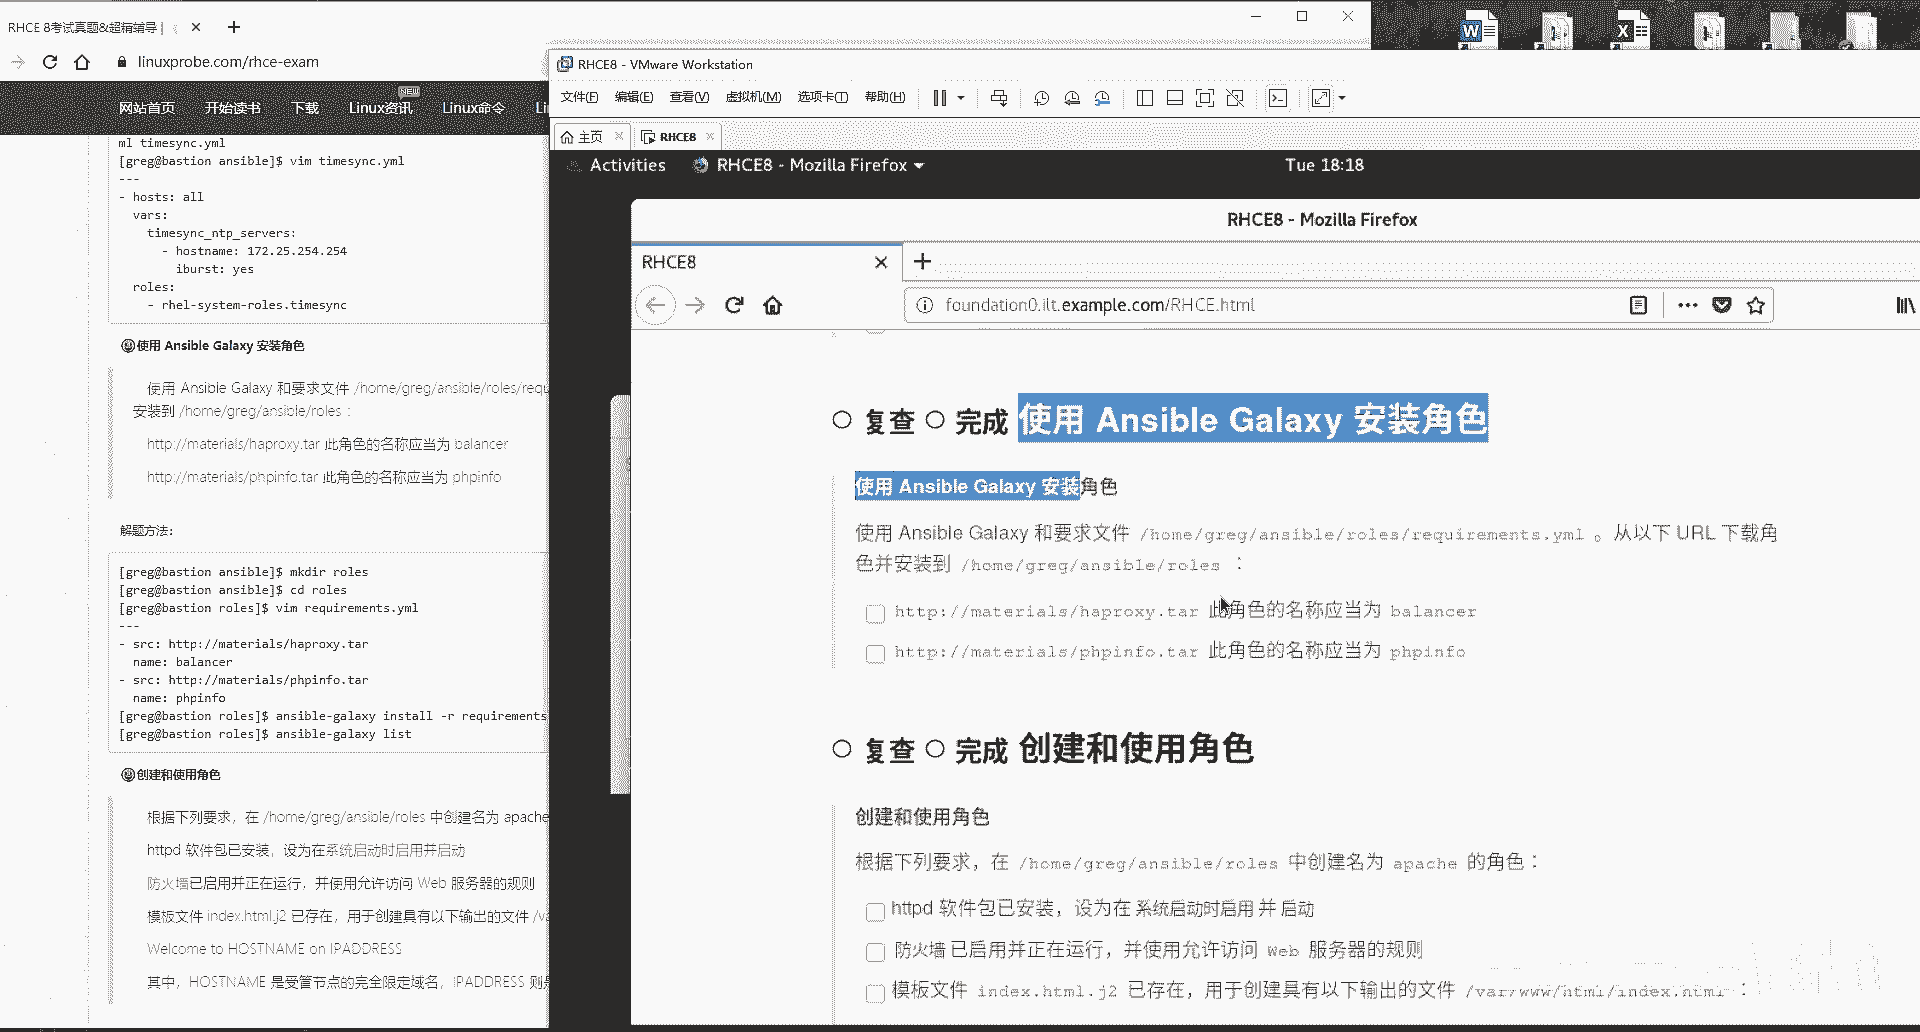 RHCE 8考试真题&超精辅导 |
linuxprobe.com/rhce-exam
网站首页 开始读书 下载 Linux资讯 NEW Linux命令
ml timesync.yml
[greg@bastion ansible]$ vim timesync.yml
---
- hosts: all
  vars:
    timesync_ntp_servers:
      - hostname: 172.25.254.254
        iburst: yes
  roles:
    - rhel-system-roles.timesync
使用 Ansible Galaxy 安装角色
使用 Ansible Galaxy 和要求文件 /home/greg/ansible/roles/requ
安装到 /home/greg/ansible/roles :
http://materials/haproxy.tar 此角色的名称应当为 balancer
http://materials/phpinfo.tar 此角色的名称应当为 phpinfo
解题方法:
[greg@bastion ansible]$ mkdir roles
[greg@bastion ansible]$ cd roles
[greg@bastion roles]$ vim requirements.yml
---
- src: http://materials/haproxy.tar
  name: balancer
- src: http://materials/phpinfo.tar
  name: phpinfo
[greg@bastion roles]$ ansible-galaxy install -r requirements
[greg@bastion roles]$ ansible-galaxy list
创建和使用角色
根据下列要求，在 /home/greg/ansible/roles 中创建名为 apache
httpd 软件包已安装，设为在系统启动时启用并启动
防火墙已启用并正在运行，并使用允许访问 Web 服务器的规则
模板文件 index.html.j2 已存在，用于创建具有以下输出的文件 /va
Welcome to HOSTNAME on IPADDRESS
其中，HOSTNAME 是受管节点的完全限定域名，IPADDRESS 则是
RHCE8 - VMware Workstation
文件(F) 编辑(E) 查看(V) 虚拟机(M) 选项卡(T) 帮助(H)
主页 RHCE8
Activities RHCE8 - Mozilla Firefox Tue 18:18
RHCE8 - Mozilla Firefox
RHCE8
foundation0.ilt.example.com/RHCE.html
复查 完成 使用 Ansible Galaxy 安装角色
使用 Ansible Galaxy 安装角色
使用 Ansible Galaxy 和要求文件 /home/greg/ansible/roles/requirements.yml 。从以下 URL 下载角
色并安装到 /home/greg/ansible/roles ：
http://materials/haproxy.tar 此角色的名称应当为 balancer
http://materials/phpinfo.tar 此角色的名称应当为 phpinfo
复查 完成 创建和使用角色
创建和使用角色
根据下列要求，在 /home/greg/ansible/roles 中创建名为 apache 的角色：
httpd 软件包已安装，设为在 系统启动时启用 并 启动
防火墙 已启用并正在运行，并使用允许访问 Web 服务器的规则
模板文件 index.html.j2 已存在，用于创建具有以下输出的文件 /var/www/html/index.html ：